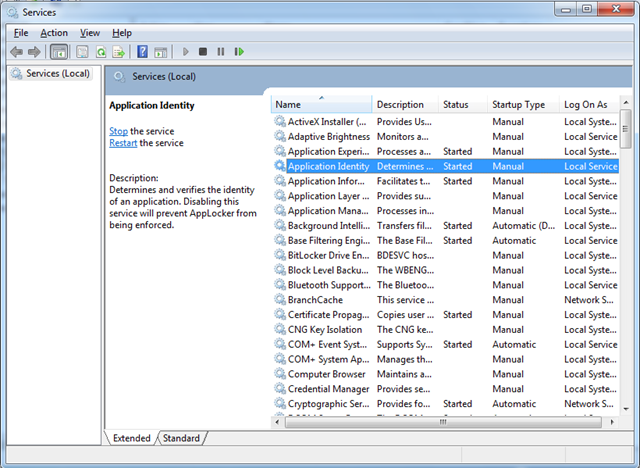 Services
File Action View Help
Services (Local)
Services (Local)
Application Identity
Stop the service
Restart the service
Description:
Determines and verifies the identity
of an application. Disabling this
service will prevent AppLocker from
being enforced.
Name Description Status Startup Type Log On As
ActiveX Installer (... Provides Us... Manual Local Syste...
Adaptive Brightness Monitors a... Manual Local Service
Application Experi... Processes a... Started Manual Local Syste...
Application Identity Determines ... Started Manual Local Service
Application Infor... Facilitates t... Started Manual Local Syste...
Application Layer ... Provides su... Manual Local Service
Application Mana... Processes in... Manual Local Syste...
Background Intelli... Transfers fil... Started Automatic (D... Local Syste...
Base Filtering Engi... The Base Fil... Started Automatic Local Service
BitLocker Drive En... BDESVC hos... Manual Local Syste...
Block Level Backu... The WBENG... Manual Local Syste...
Bluetooth Support... The Bluetoo... Manual Local Service
BranchCache This service ... Manual Network S...
Certificate Propag... Copies user ... Started Manual Local Syste...
CNG Key Isolation The CNG ke... Manual Local Syste...
COM+ Event Syst... Supports Sy... Started Automatic Local Service
COM+ System Ap... Manages th... Manual Local Syste...
Computer Browser Maintains a... Manual Local Syste...
Credential Manager Provides se... Manual Local Syste...
Cryptographic Ser... Provides fo... Started Automatic Network S...
Extended Standard